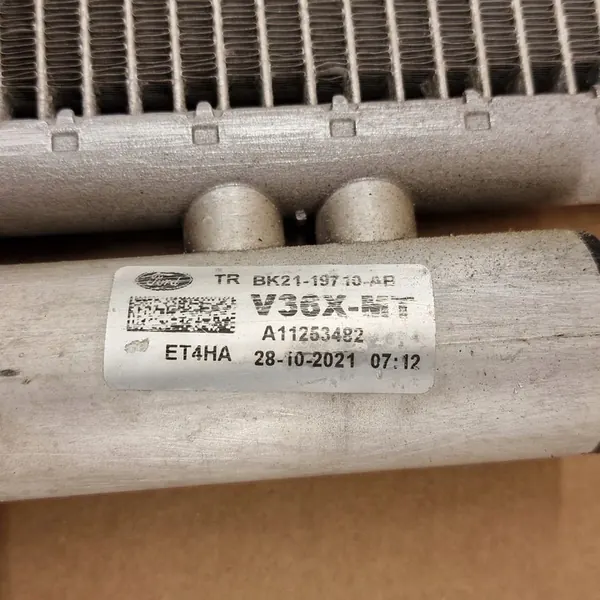 Ford
TR BK21-19710-AB
V36X-MT
A11253482
ET4HA 28-10-2021 07:12